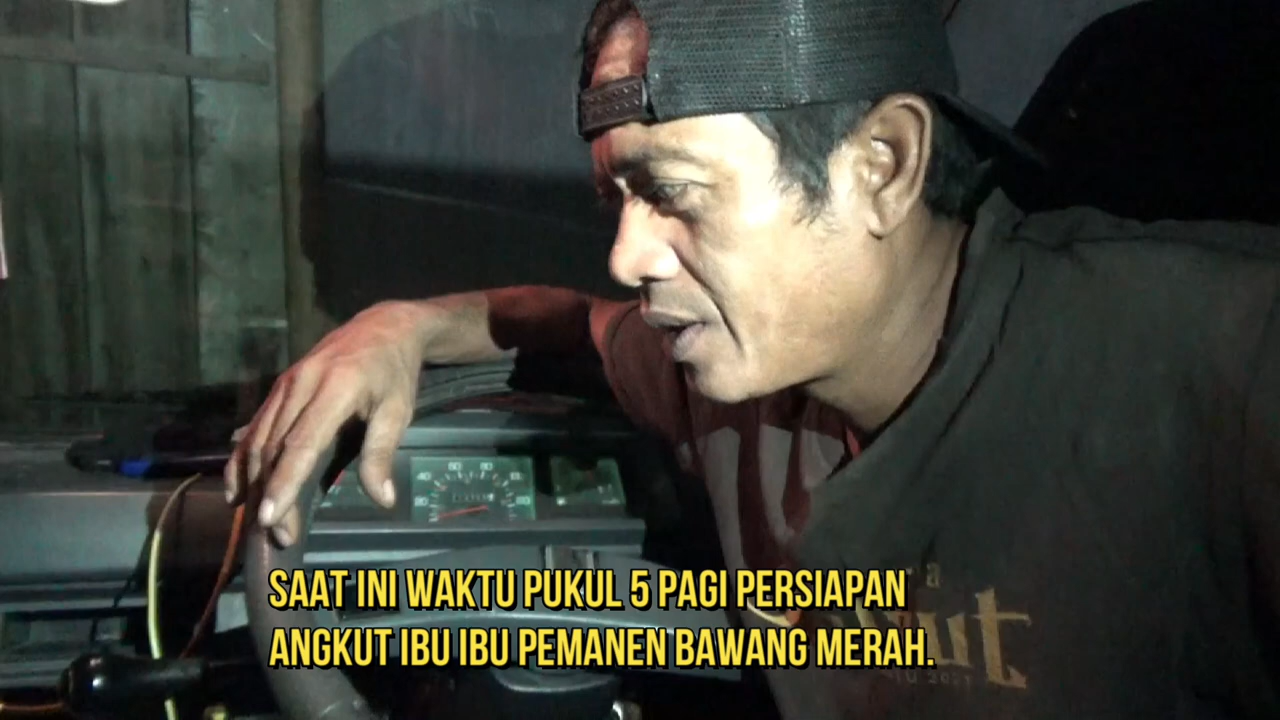 SAAT INI WAKTU PUKUL 5 PAGI PERSIAPAN
ANGKUT IBU IBU PEMANEN BAWANG MERAH.